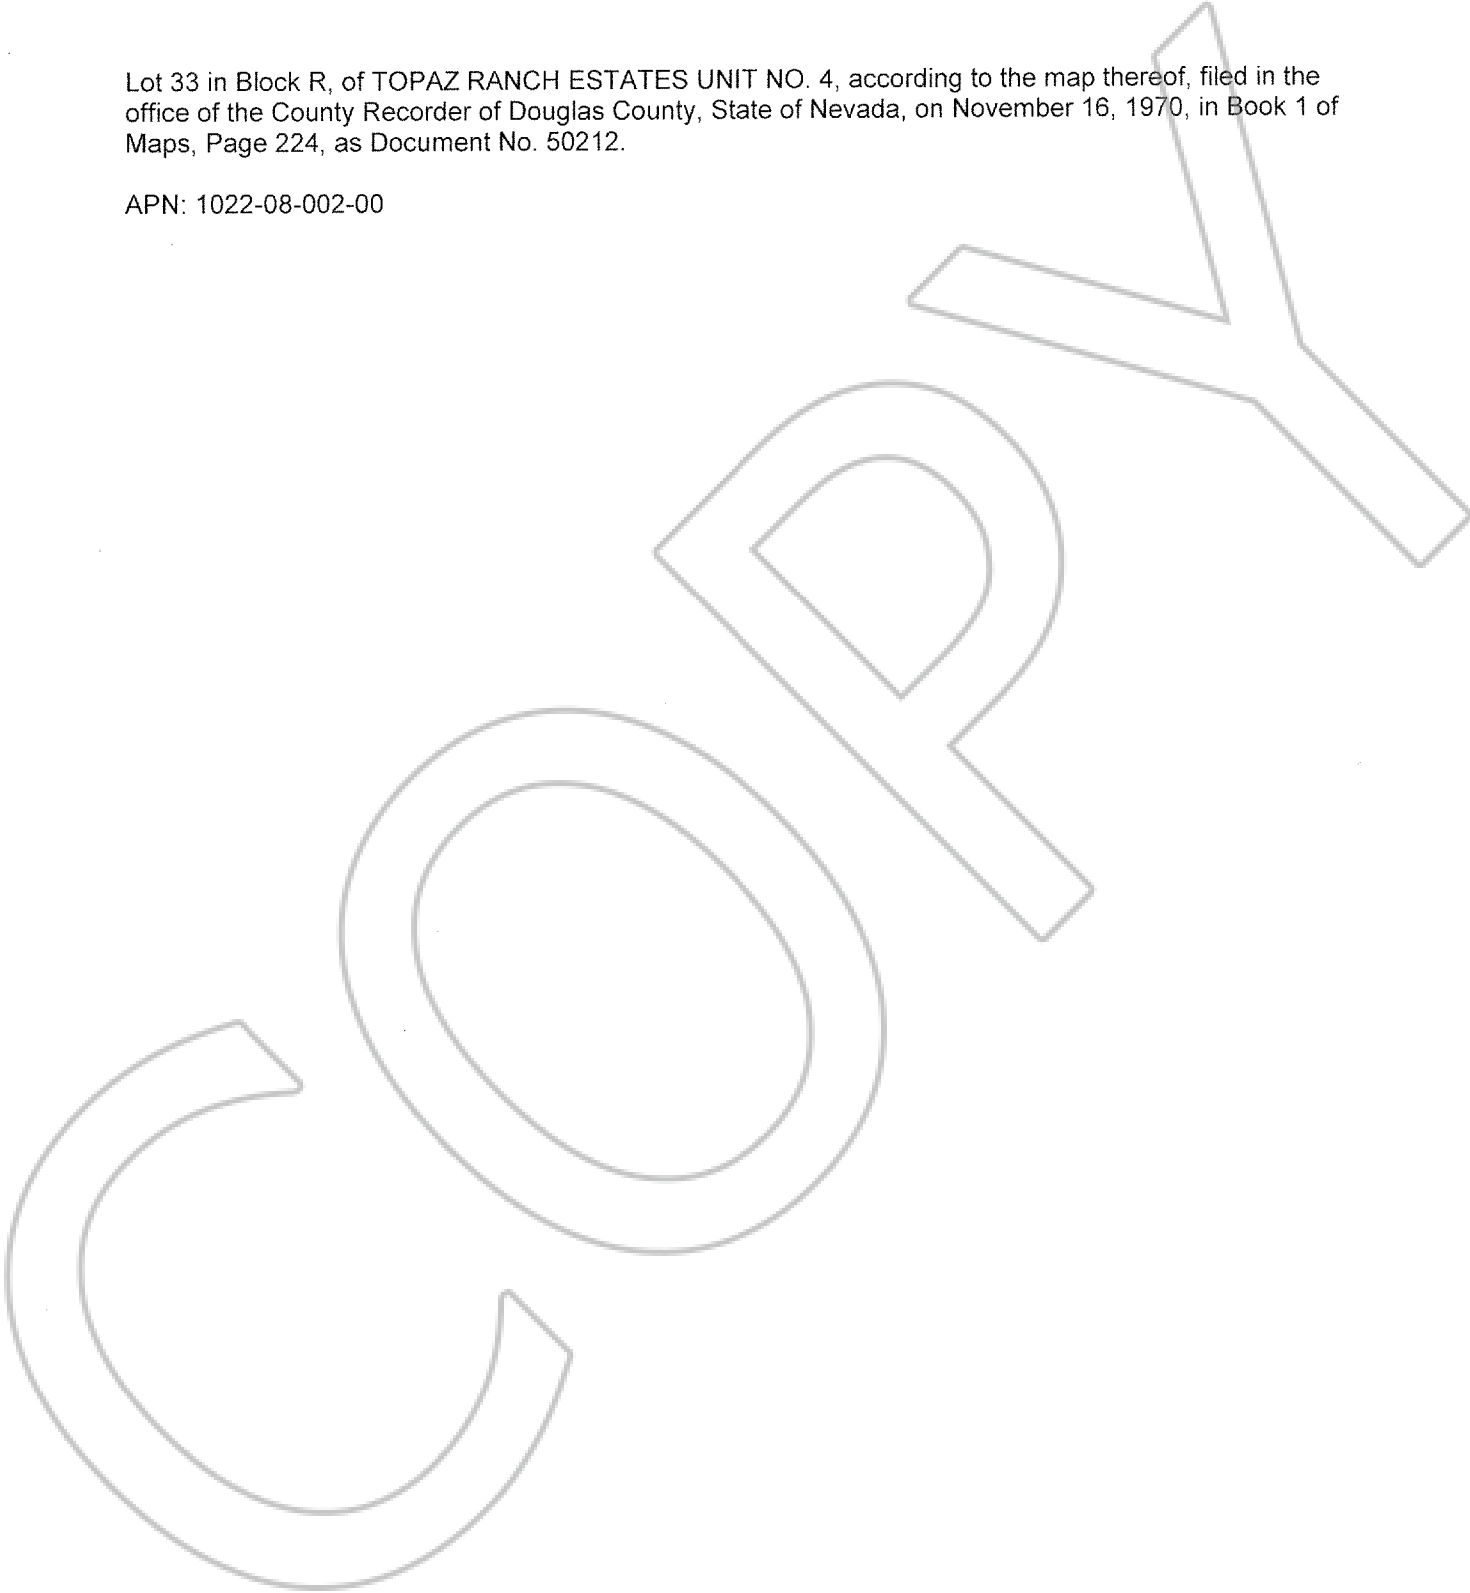 Lot 33 in Block R, of TOPAZ RANCH ESTATES UNIT NO. 4, according to the map thereof, filed in the
office of the County Recorder of Douglas County, State of Nevada, on November 16, 1970, in Book 1 of
Maps, Page 224, as Document No. 50212.
APN: 1022-08-002-00
COPY